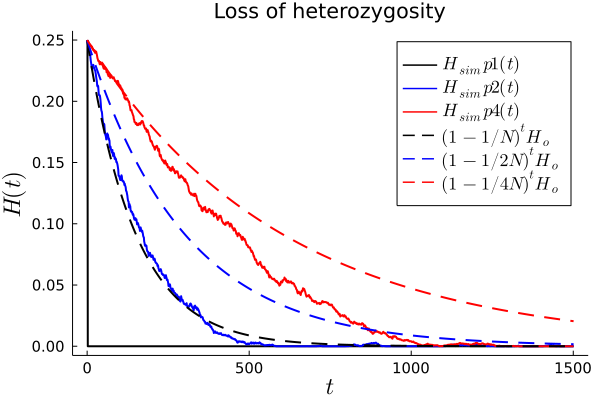 Loss of heterozygosity
H(t)
0.25
0.20
0.15
0.10
0.05
0.00
H_sim p1(t)
H_sim p2(t)
H_sim p4(t)
(1 − 1/N)^t H_o
(1 − 1/2N)^t H_o
(1 − 1/4N)^t H_o
0 500 1000 1500
t